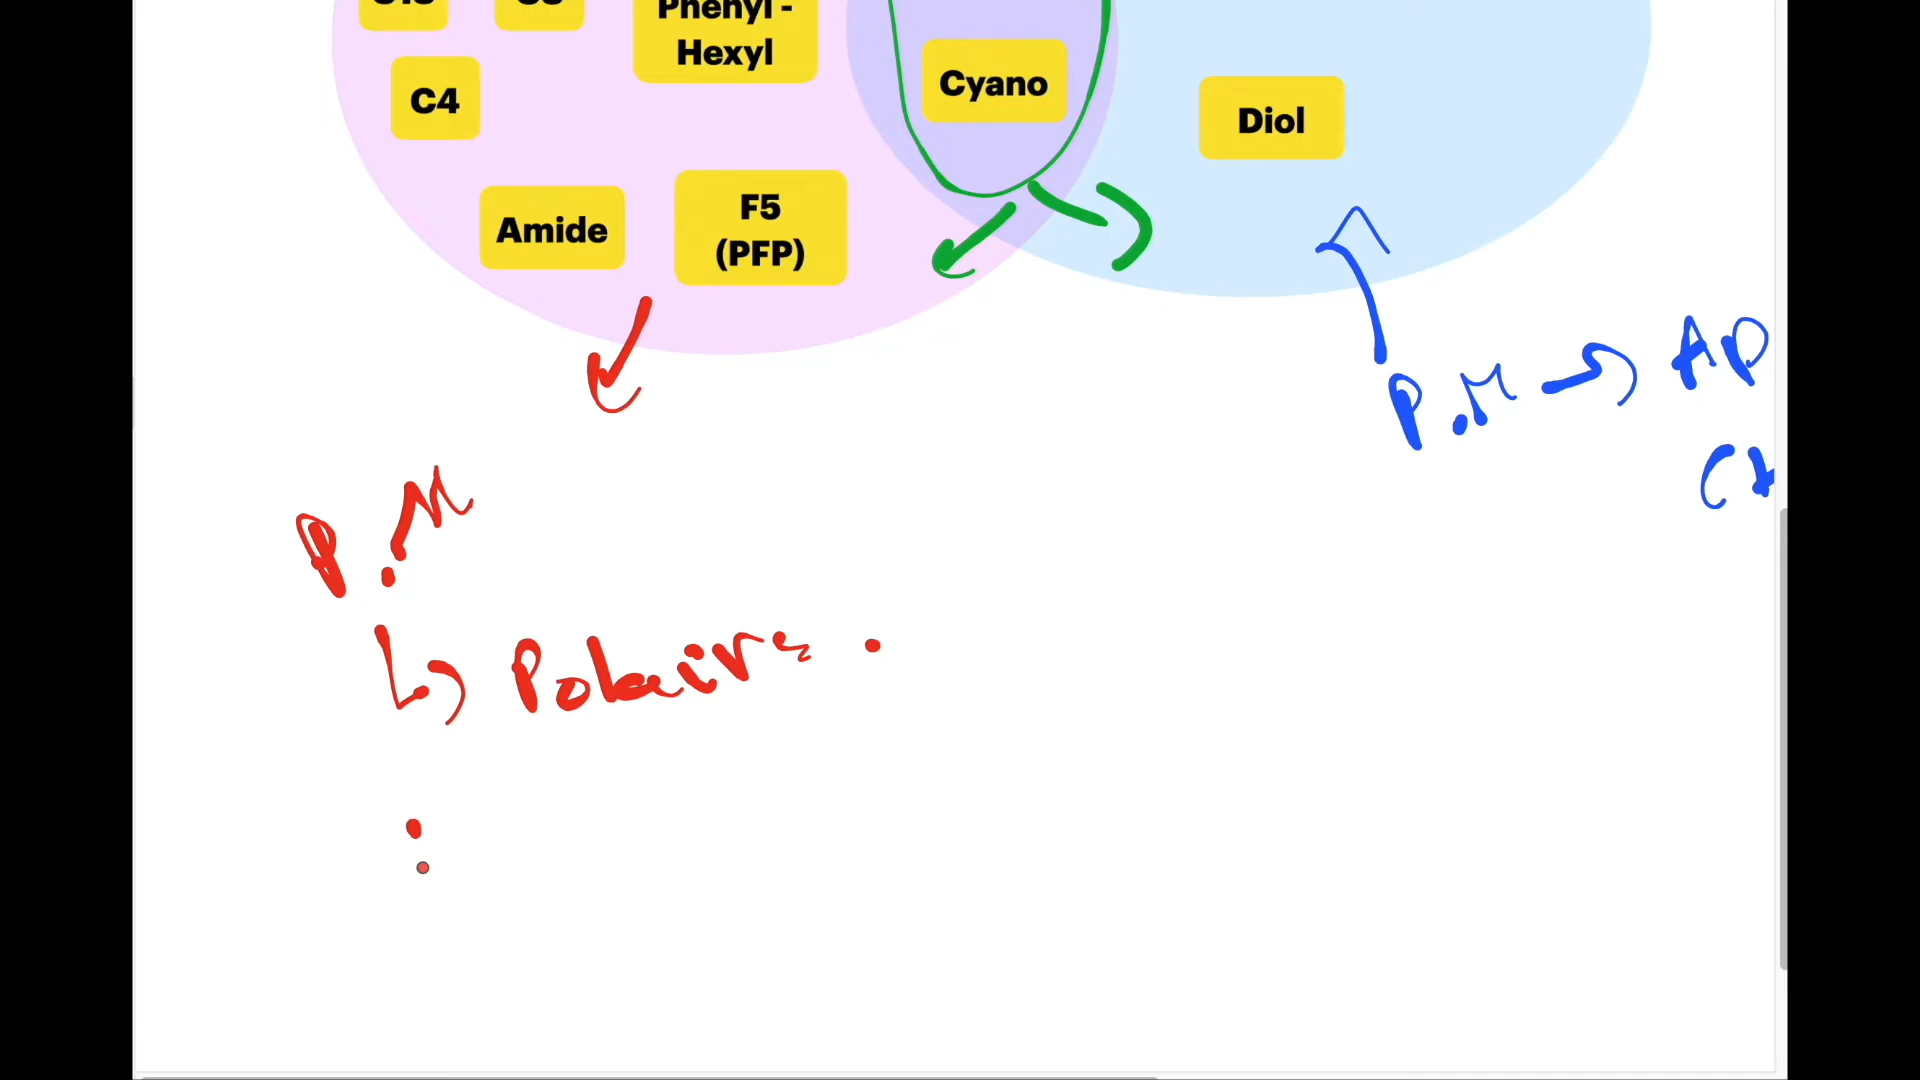 Phenyl -
Hexyl
C4
Cyano
Diol
Amide
F5
(PFP)
P.M → AP
P.M
↳ Polaire.